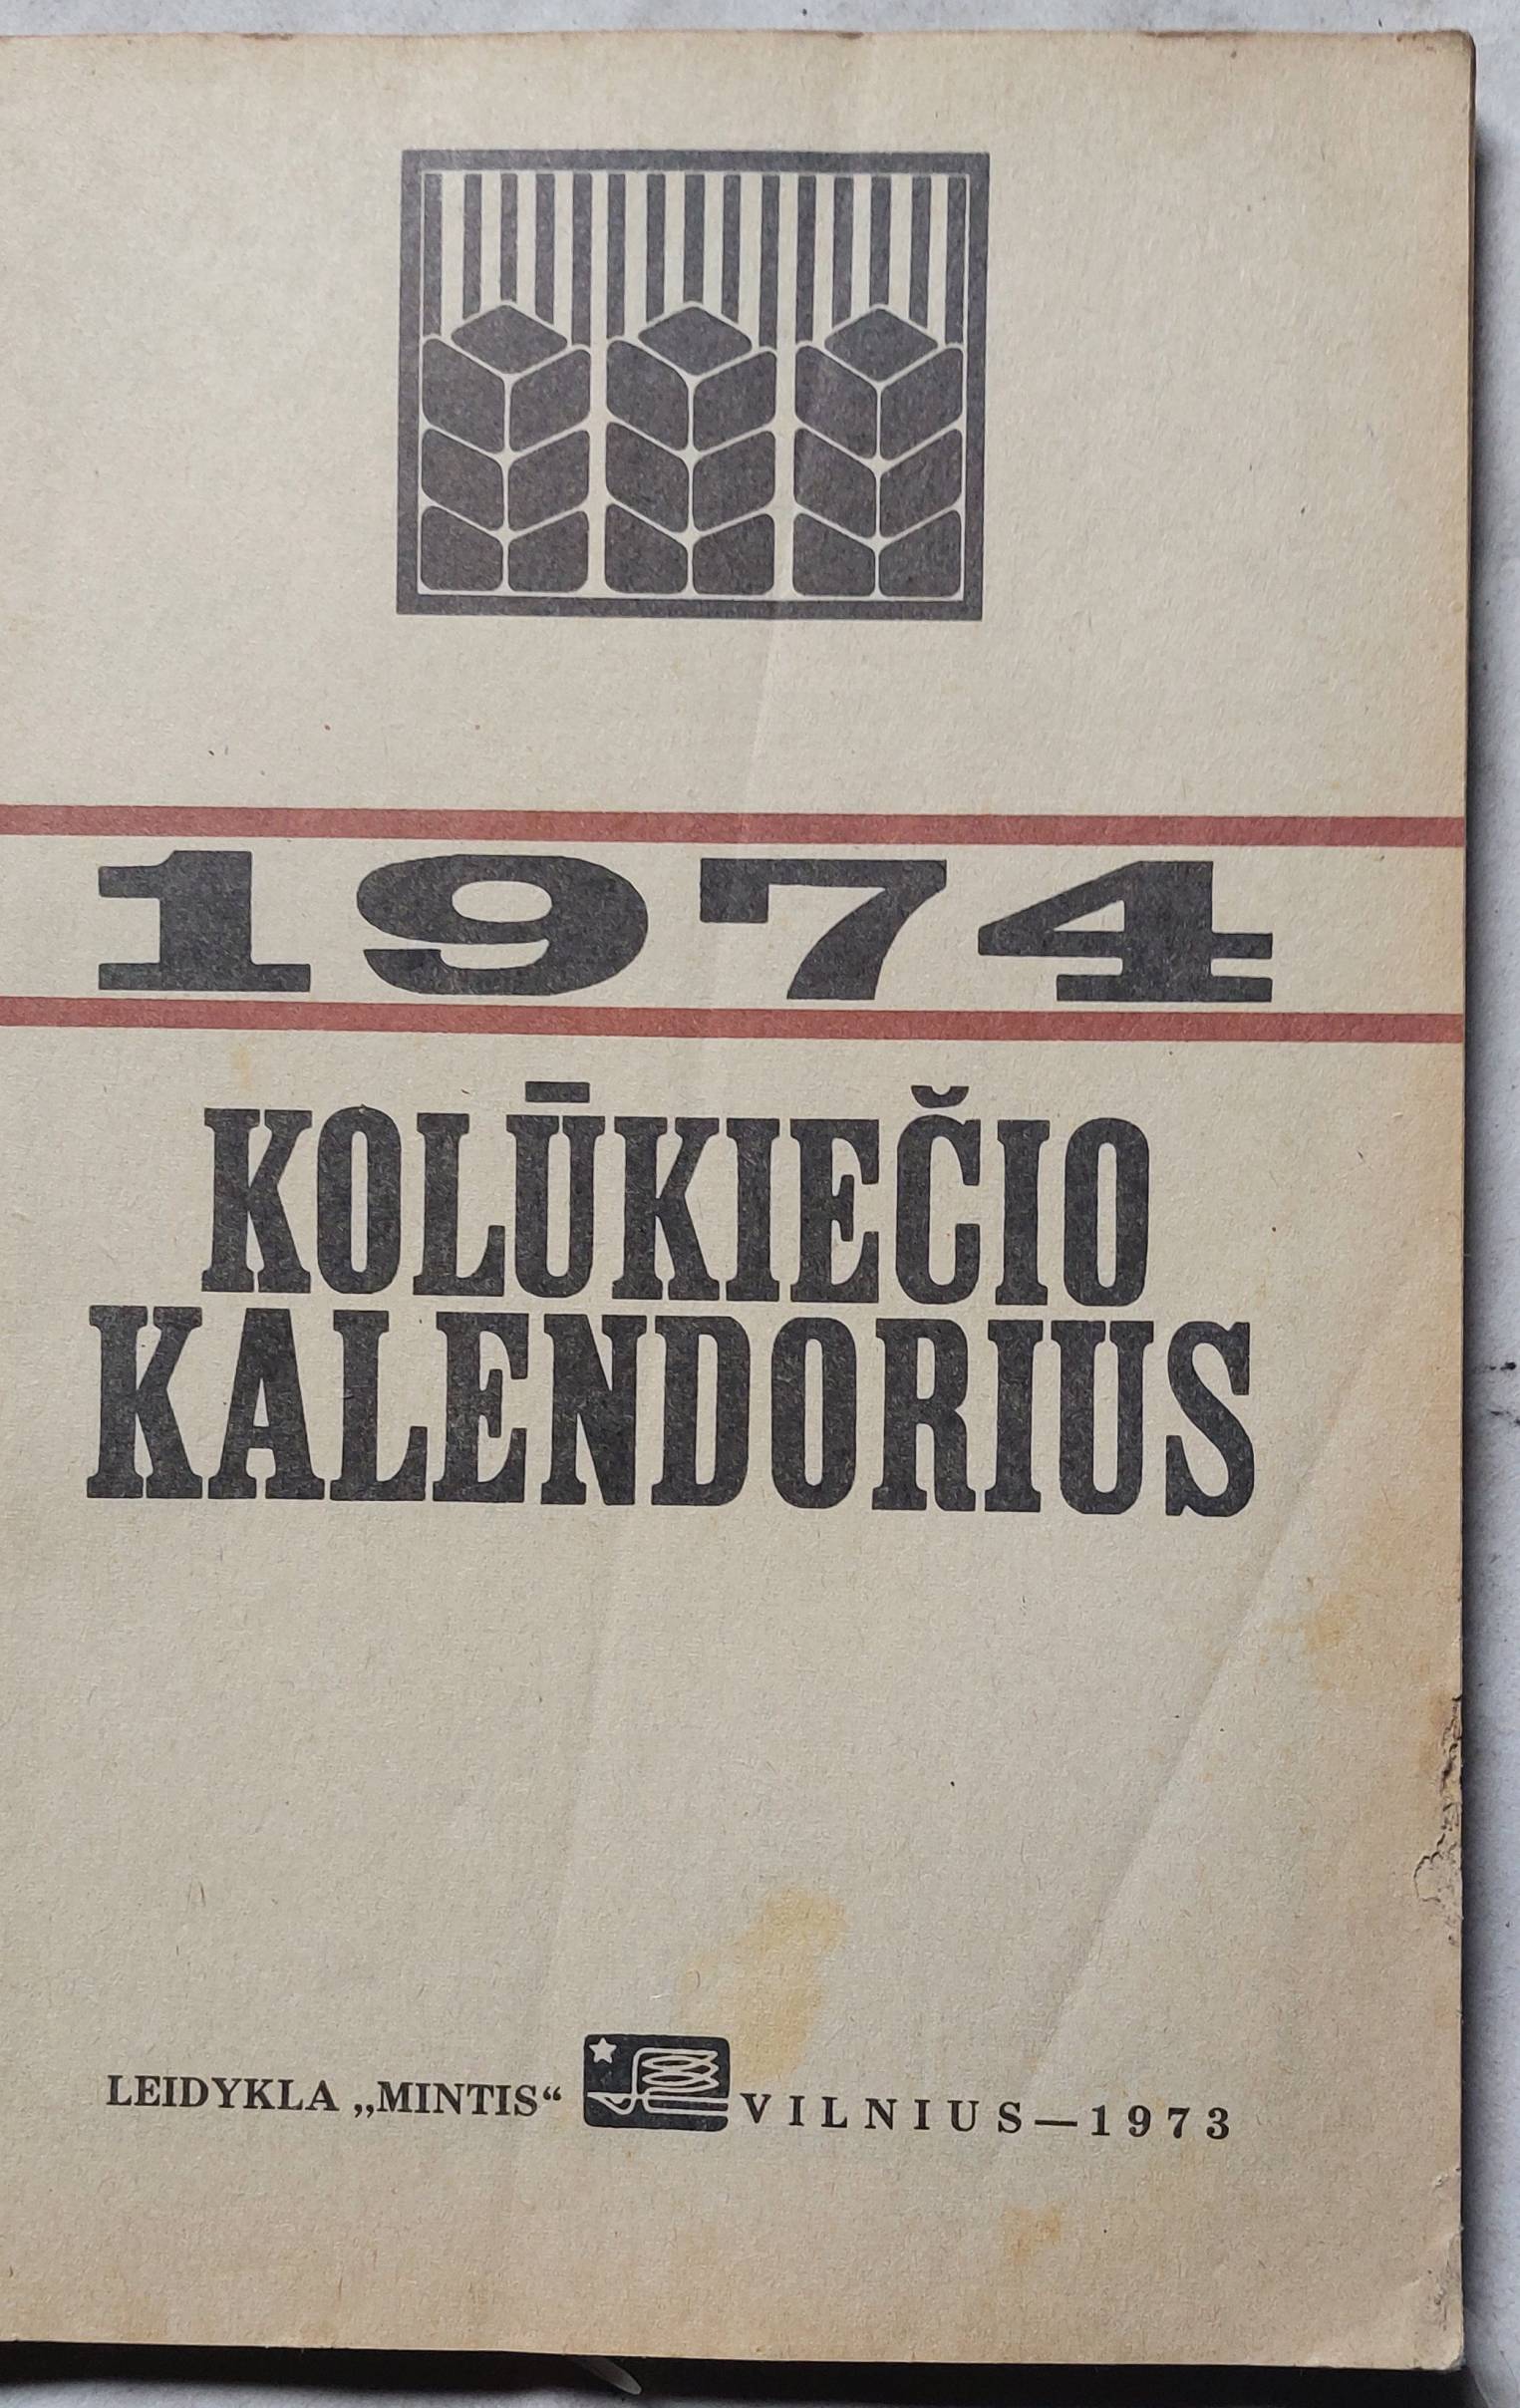 1974
KOLŪKIEČIO
KALENDORIUS
LEIDYKLA „MINTIS“ VILNIUS—1973